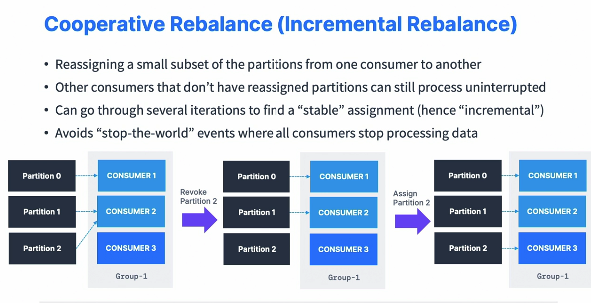 Cooperative Rebalance (Incremental Rebalance)
• Reassigning a small subset of the partitions from one consumer to another
• Other consumers that don't have reassigned partitions can still process uninterrupted
• Can go through several iterations to find a “stable” assignment (hence “incremental”)
• Avoids “stop-the-world” events where all consumers stop processing data
Partition 0
CONSUMER 1
Partition 1
CONSUMER 2
Partition 2
CONSUMER 3
Group-1
Revoke
Partition 2
Partition 0
CONSUMER 1
Partition 1
CONSUMER 2
Partition 2
CONSUMER 3
Group-1
Assign
Partition 2
Partition 0
CONSUMER 1
Partition 1
CONSUMER 2
Partition 2
CONSUMER 3
Group-1